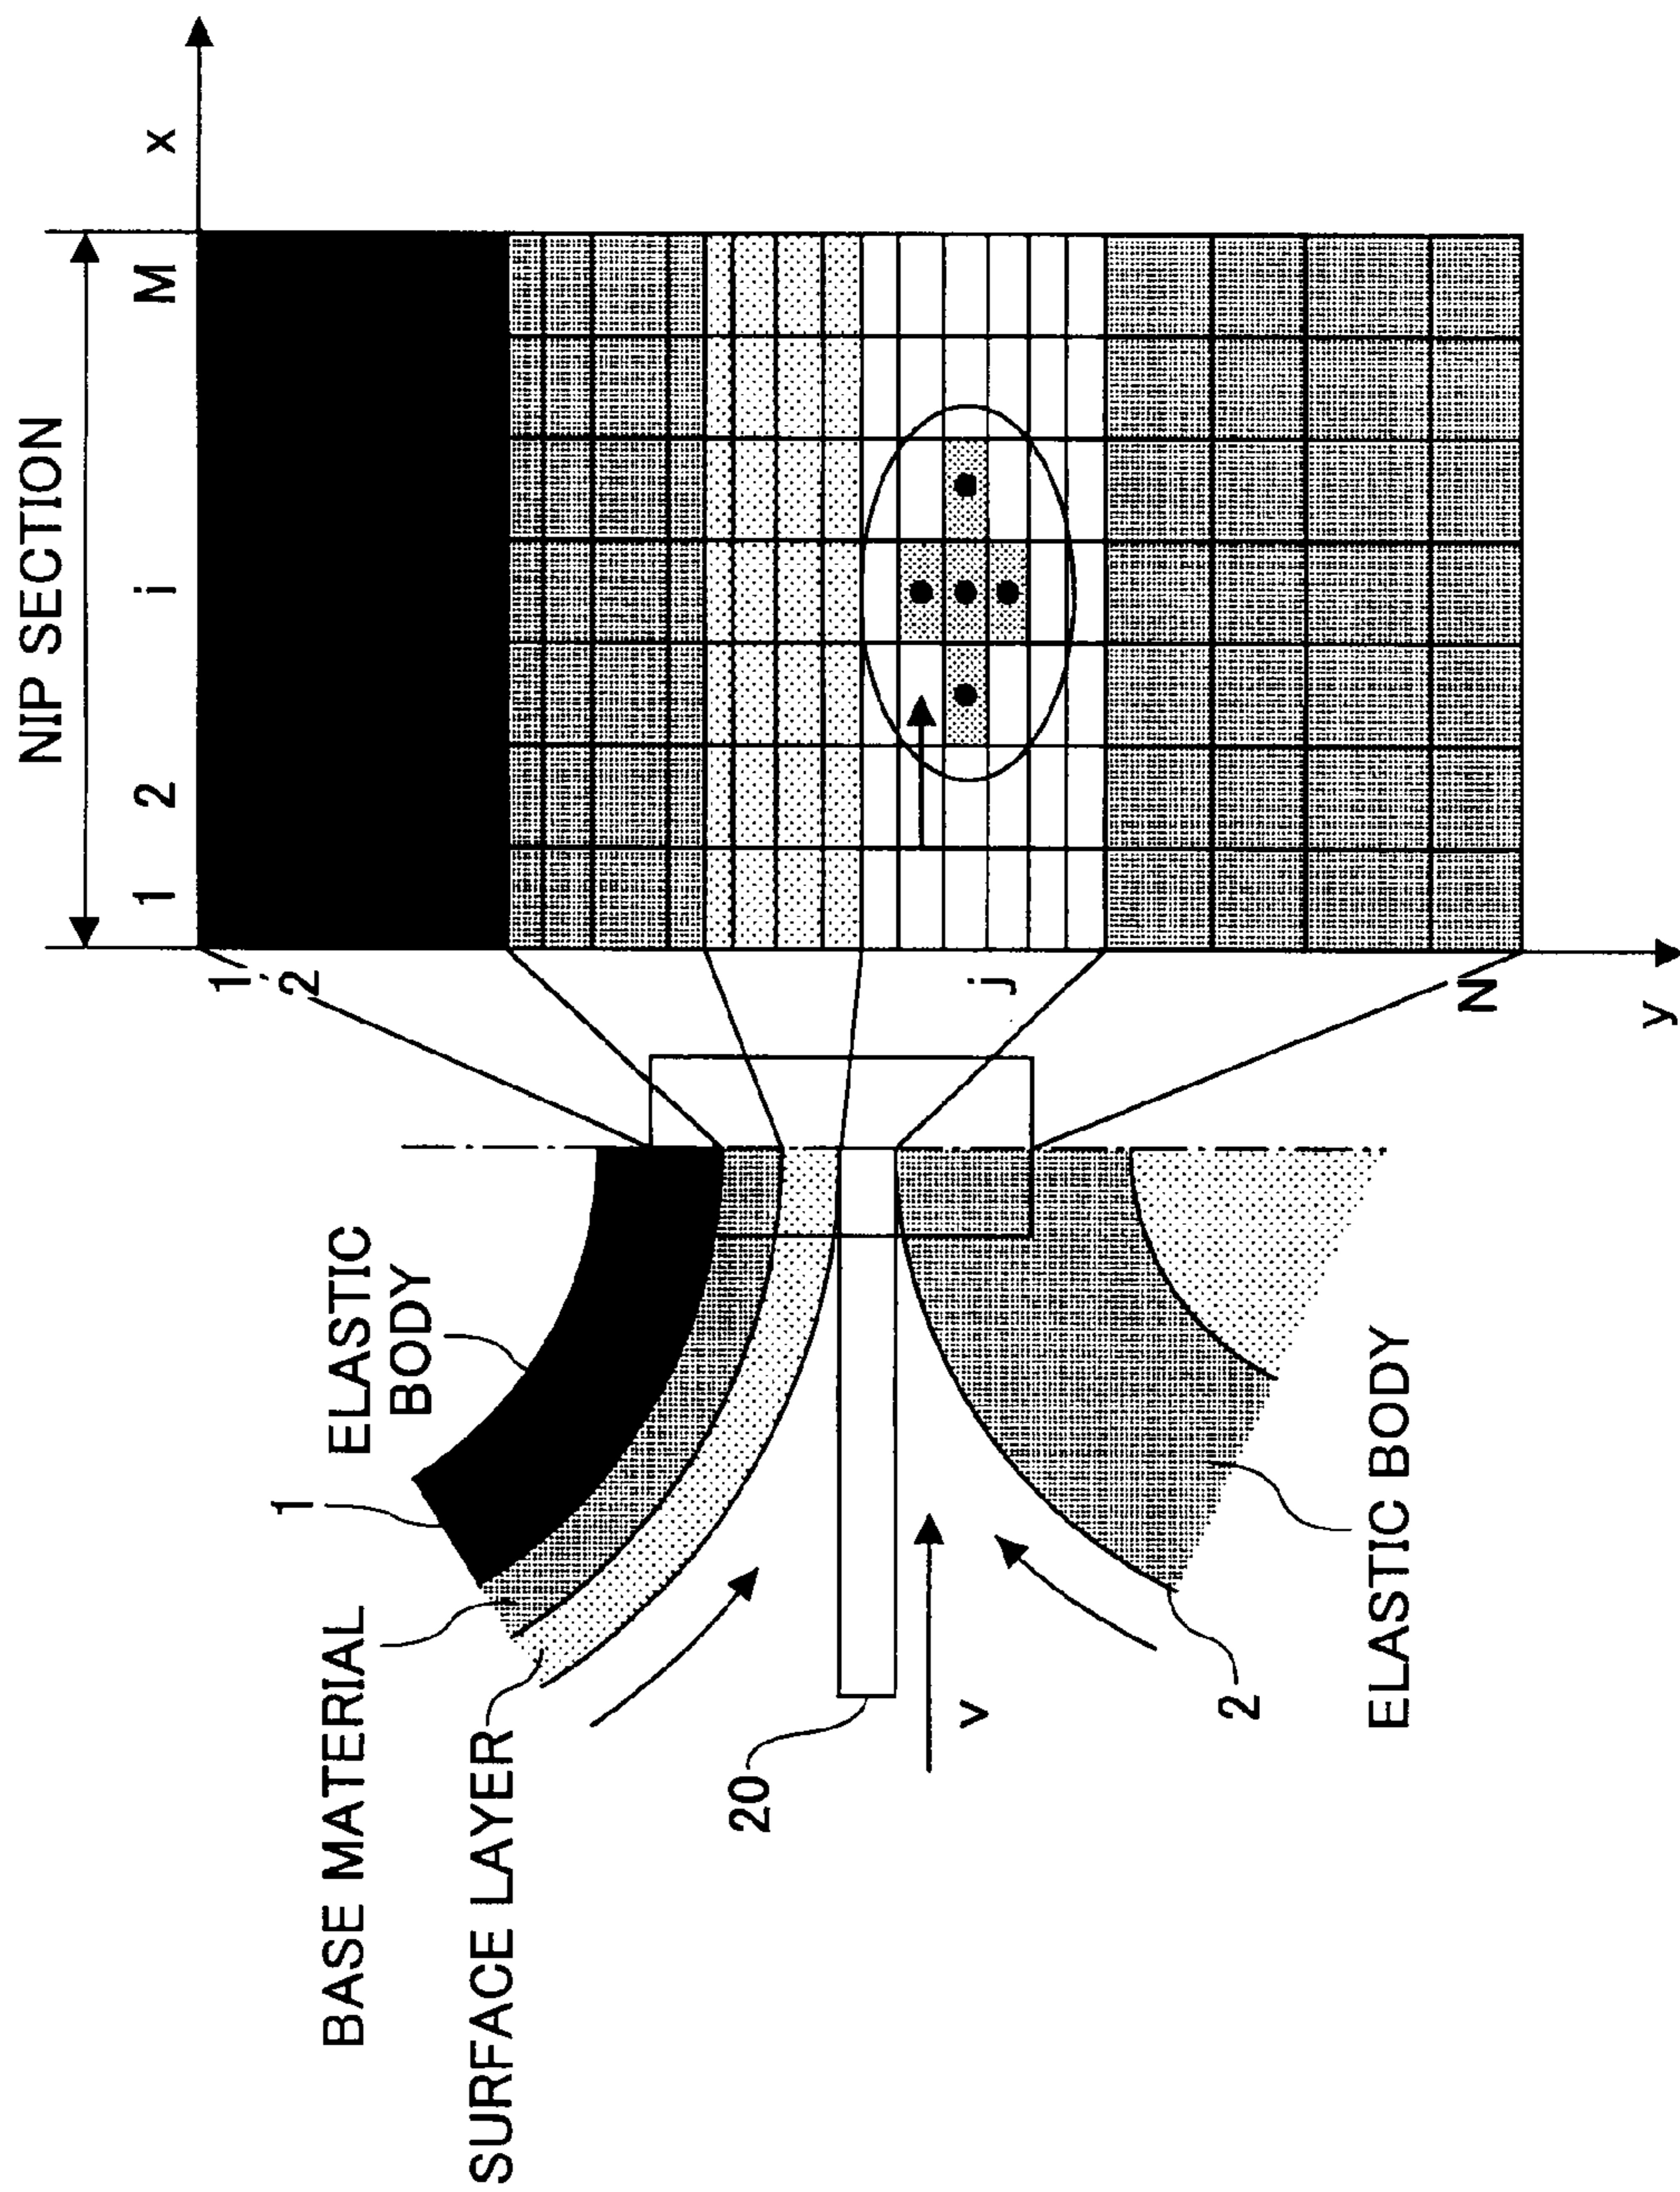 NIP SECTION
1 2 i M x
1
2
j
N
y
1
ELASTIC
BODY
BASE MATERIAL
SURFACE LAYER
20
v
2
ELASTIC BODY